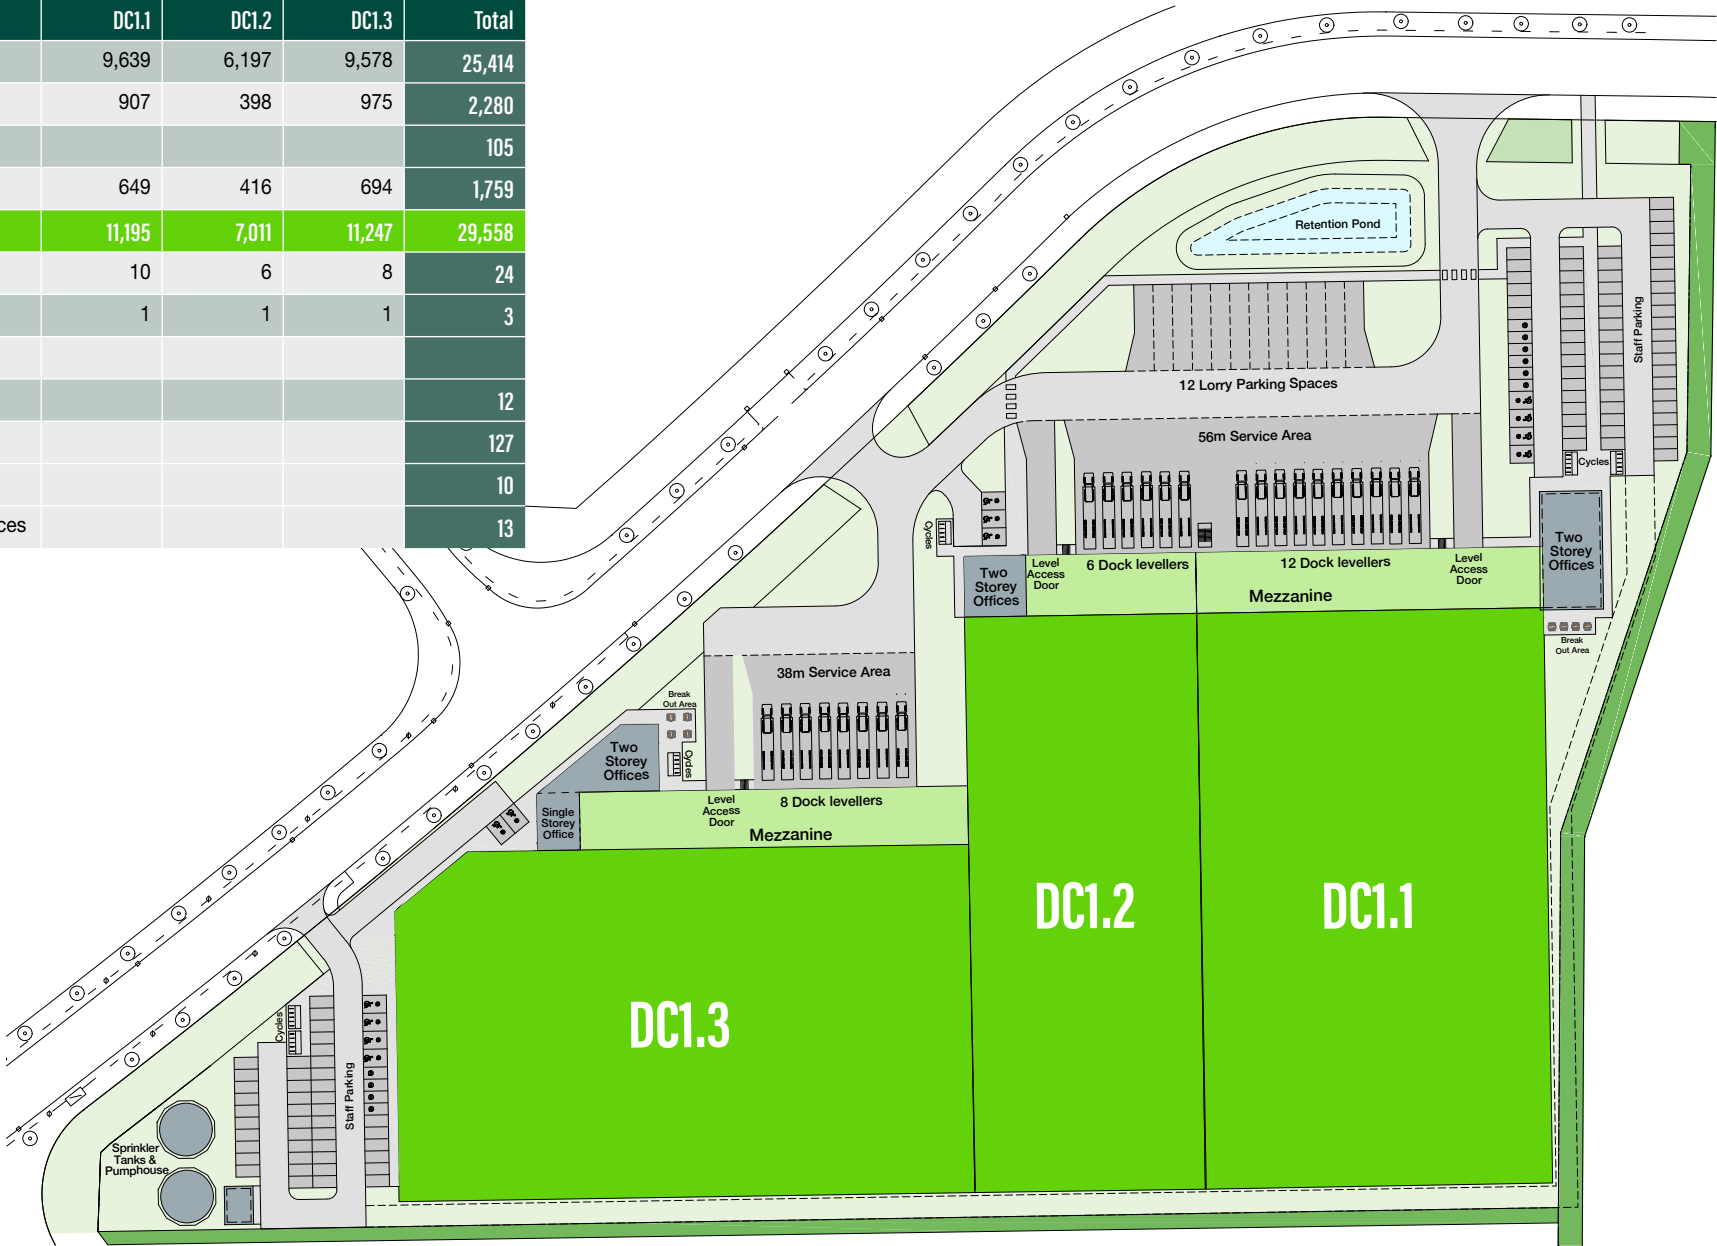 DC1.1 DC1.2 DC1.3 Total
9,639 6,197 9,578 25,414
907 398 975 2,280
105
649 416 694 1,759
11,195 7,011 11,247 29,558
10 6 8 24
1 1 1 3
12
127
10
ces 13
Retention Pond
Staff Parking
12 Lorry Parking Spaces
56m Service Area
Cycles
Cycles
Two
Storey
Offices
Level
Access
Door
6 Dock levellers
12 Dock levellers
Level
Access
Door
Two
Storey
Offices
Mezzanine
Break
Out Area
38m Service Area
Break
Out Area
Two
Storey
Offices
Cycles
Level
Access
Door
8 Dock levellers
Single
Storey
Office
Mezzanine
DC1.2
DC1.1
DC1.3
Cycles
Staff Parking
Sprinkler
Tanks &
Pumphouse